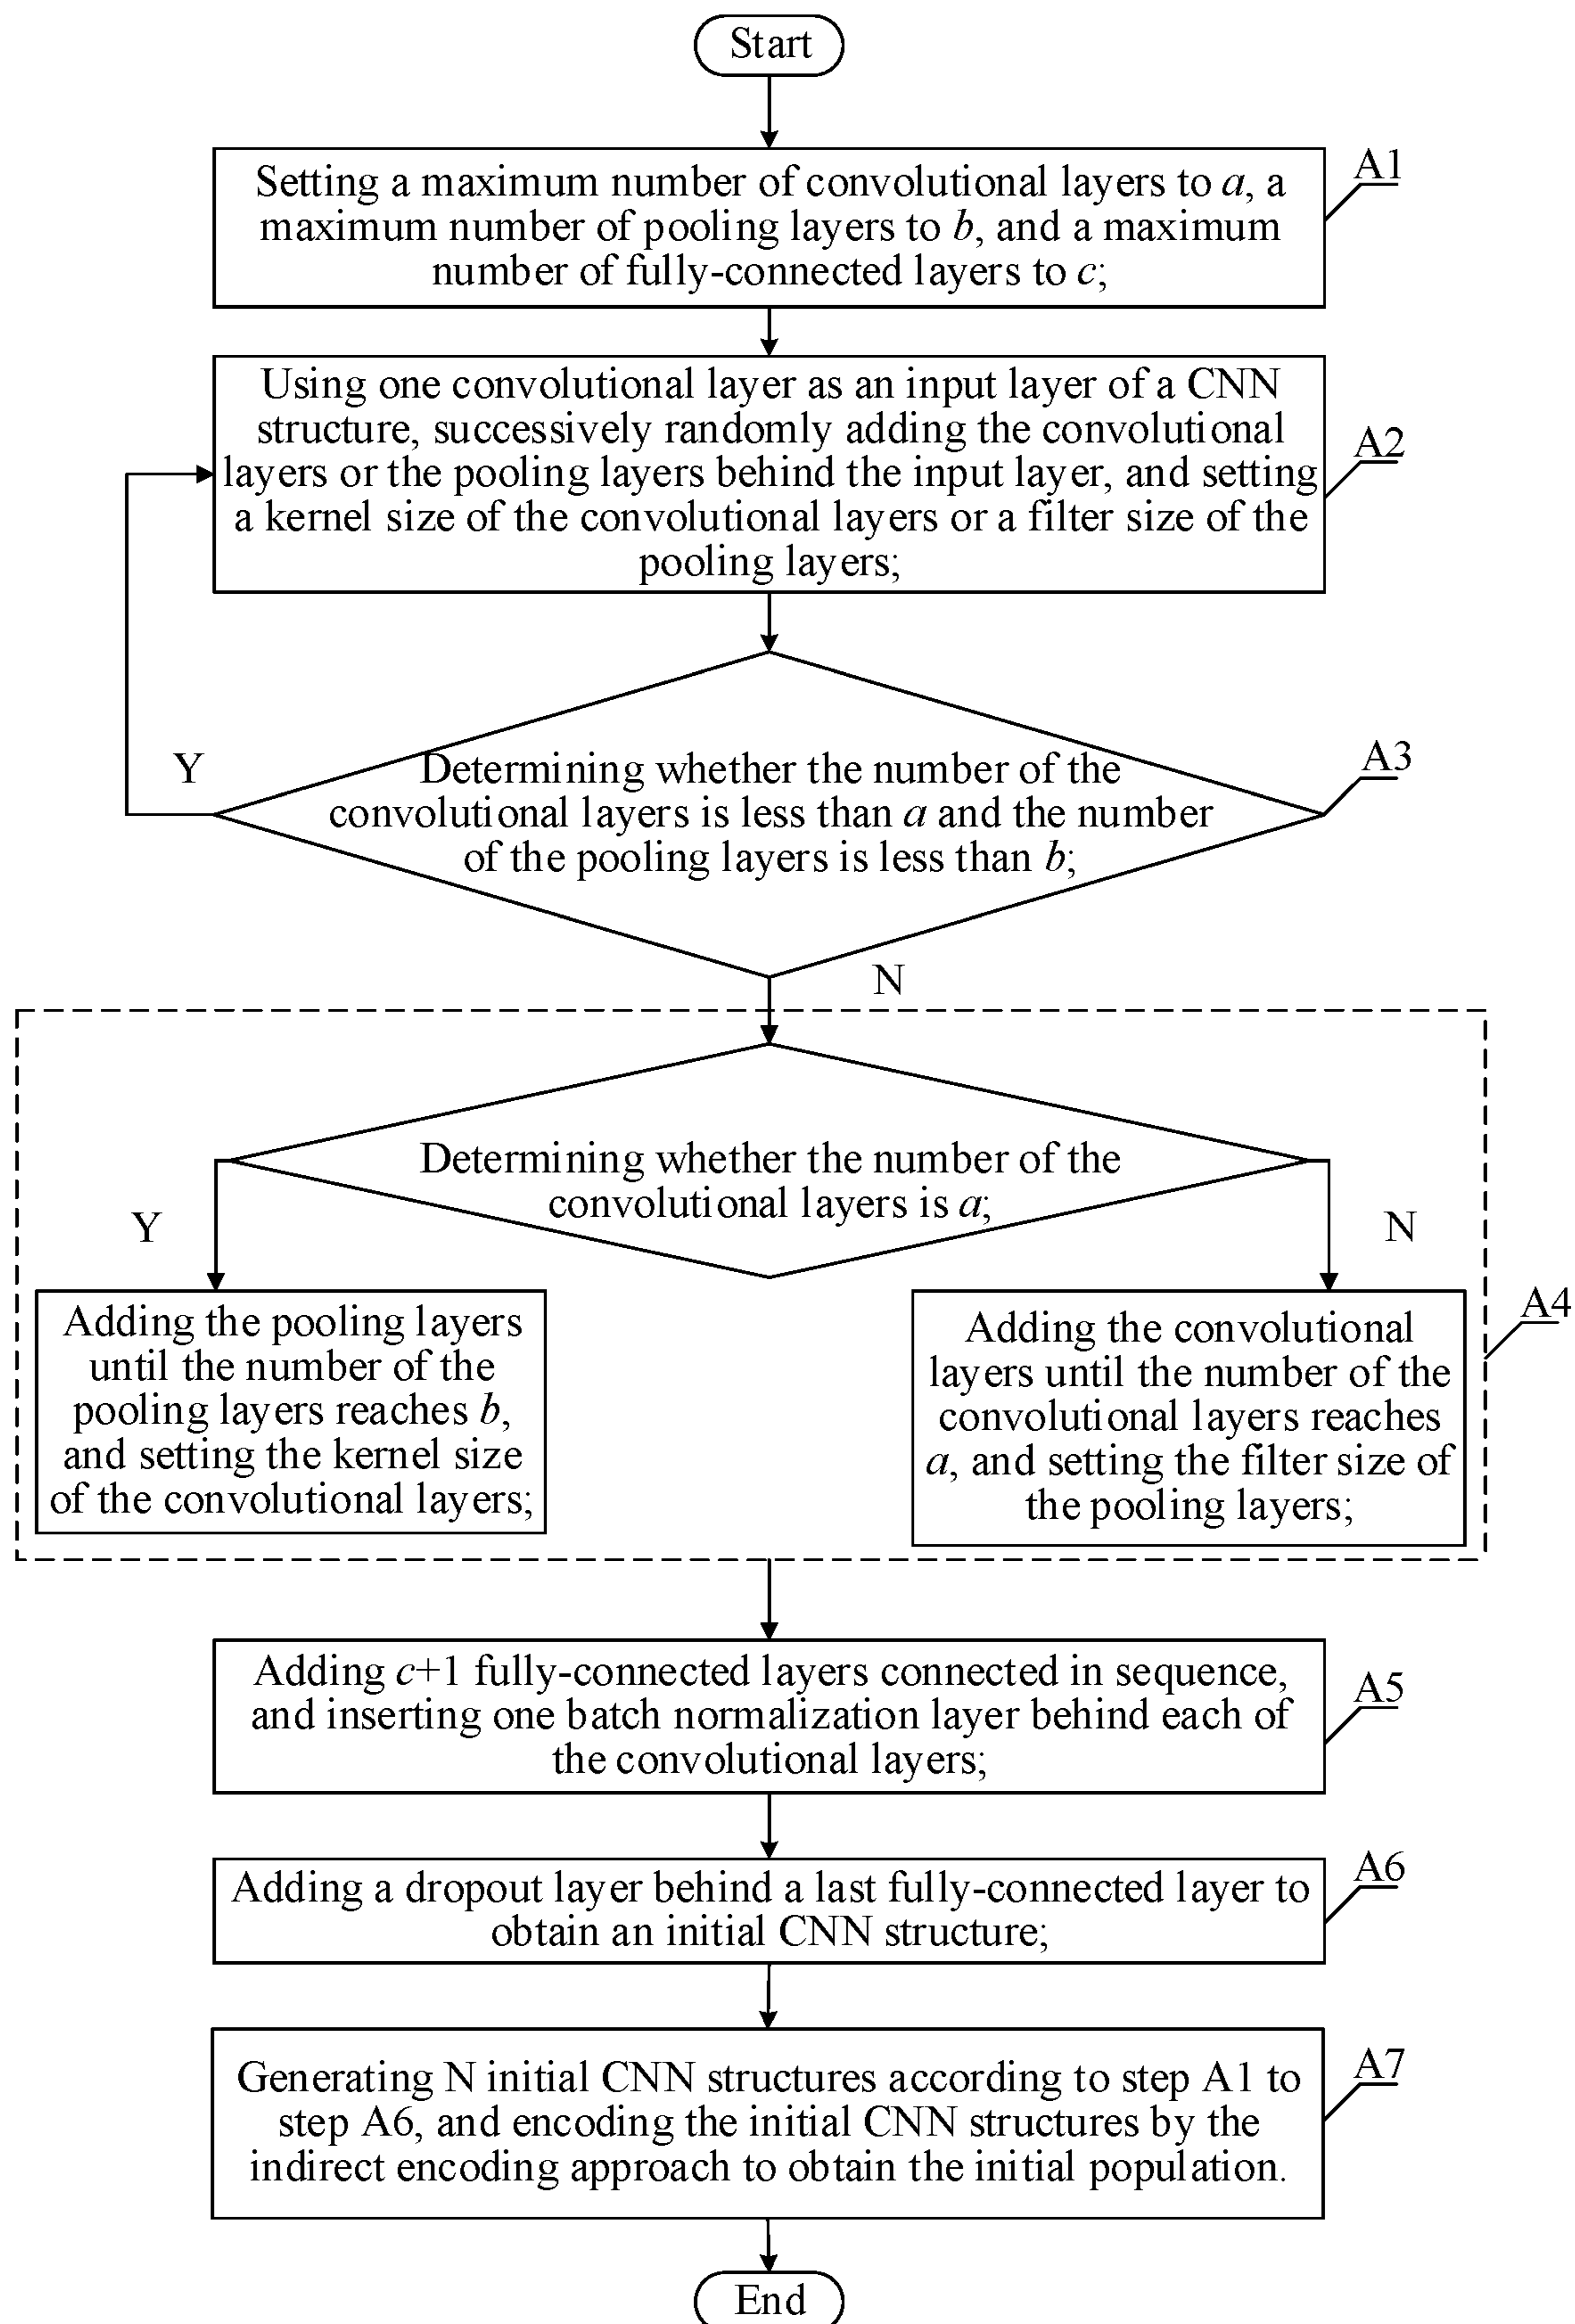 Start
A1
Setting a maximum number of convolutional layers to a, a
maximum number of pooling layers to b, and a maximum
number of fully-connected layers to c;
Using one convolutional layer as an input layer of a CNN
structure, successively randomly adding the convolutional
layers or the pooling layers behind the input layer, and setting
a kernel size of the convolutional layers or a filter size of the
pooling layers;
A2
Y
Determining whether the number of the
convolutional layers is less than a and the number
of the pooling layers is less than b;
A3
N
Determining whether the number of the
convolutional layers is a;
Y
N
Adding the pooling layers
until the number of the
pooling layers reaches b,
and setting the kernel size
of the convolutional layers;
Adding the convolutional
layers until the number of the
convolutional layers reaches
a, and setting the filter size of
the pooling layers;
A4
Adding c+1 fully-connected layers connected in sequence,
and inserting one batch normalization layer behind each of
the convolutional layers;
A5
Adding a dropout layer behind a last fully-connected layer to
obtain an initial CNN structure;
A6
Generating N initial CNN structures according to step A1 to
step A6, and encoding the initial CNN structures by the
indirect encoding approach to obtain the initial population.
A7
End